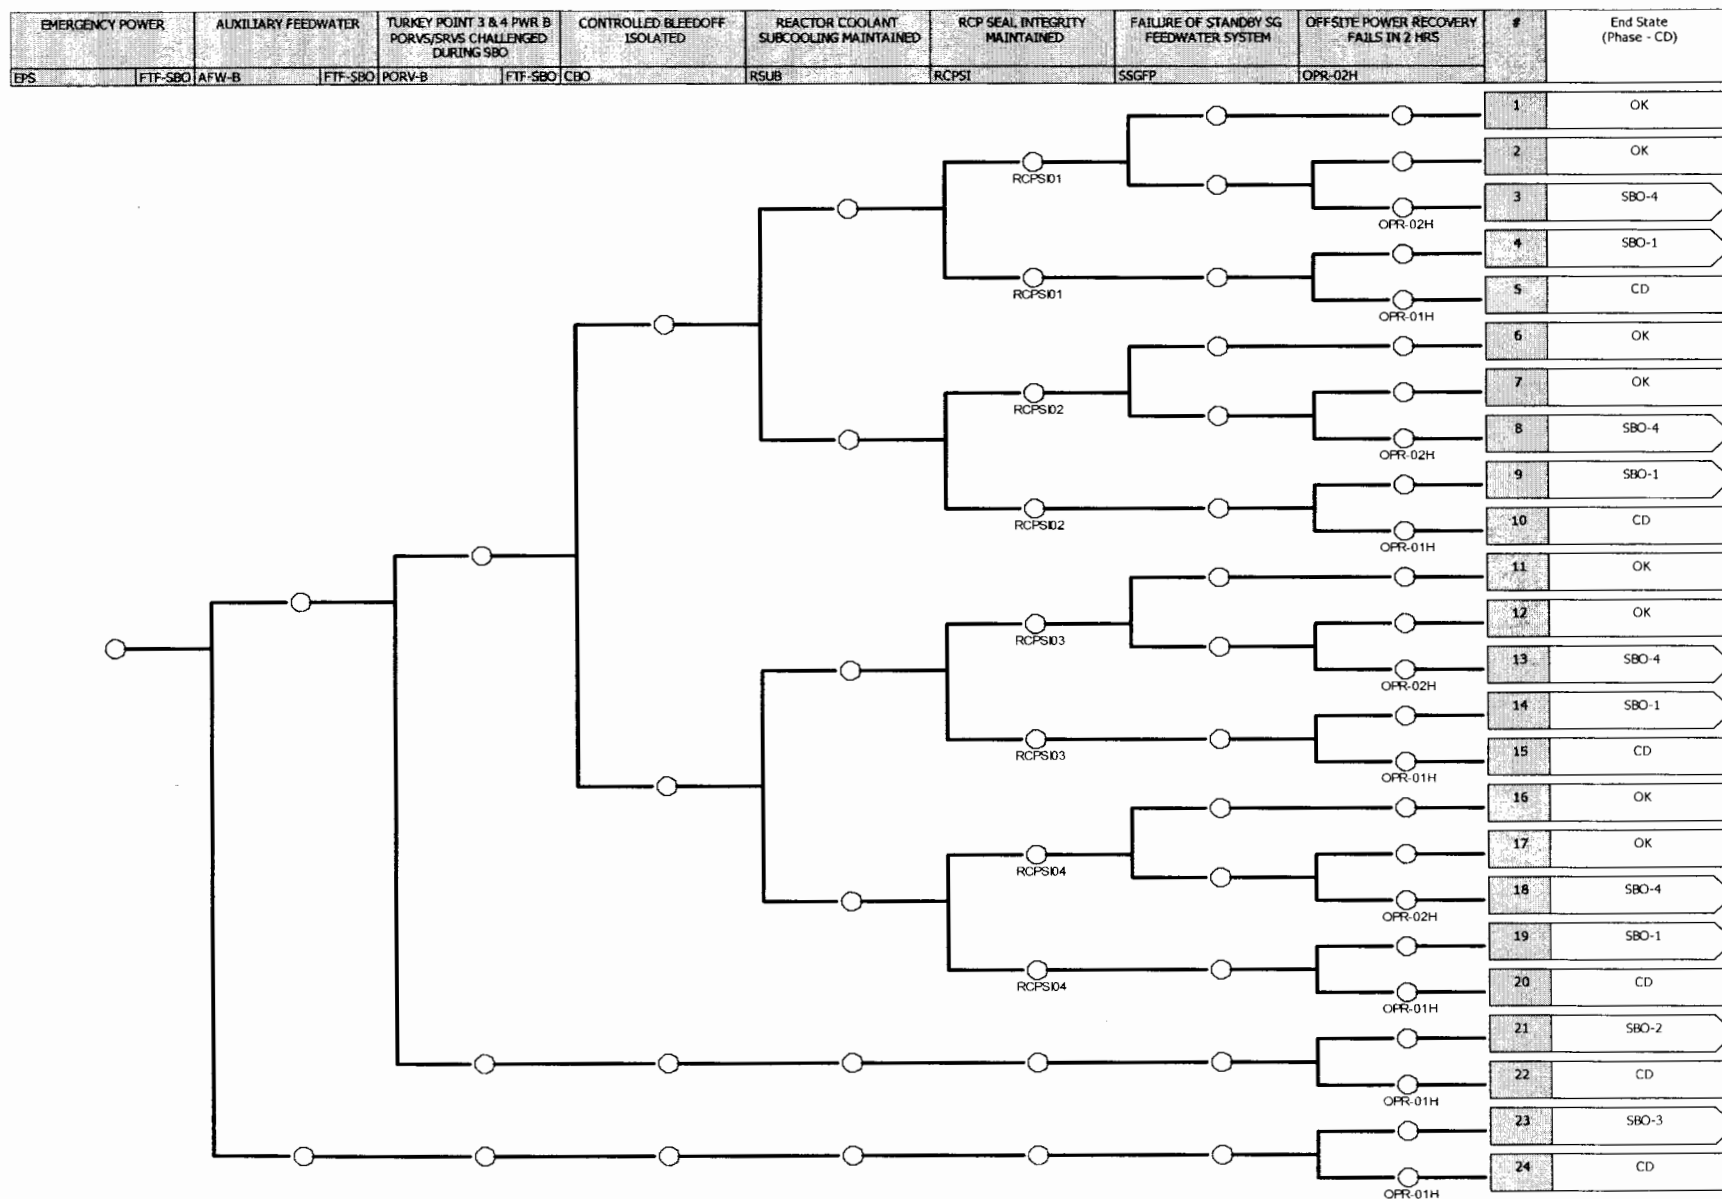 EMERGENCY POWER
AUXILIARY FEEDWATER
TURKEY POINT 3 & 4 PWR B
PORVS/SRVS CHALLENGED
DURING SBO
CONTROLLED BLEEDOFF
ISOLATED
REACTOR COOLANT
SUBCOOLING MAINTAINED
RCP SEAL INTEGRITY
MAINTAINED
FAILURE OF STANDBY SG
FEEDWATER SYSTEM
OFFSITE POWER RECOVERY
FAILS IN 2 HRS
#
End State
(Phase - CD)
EPS FTF-SBO AFW-B FTF-SBO PORV-B FTF-SBO CBO RSUB RCPSI SSGFP OPR-02H
1 OK
2 OK
RCPSI01
3 SBO-4
OPR-02H
4 SBO-1
RCPSI01
5 CD
OPR-01H
6 OK
7 OK
RCPSI02
8 SBO-4
OPR-02H
9 SBO-1
RCPSI02
10 CD
OPR-01H
11 OK
12 OK
RCPSI03
13 SBO-4
OPR-02H
14 SBO-1
RCPSI03
15 CD
OPR-01H
16 OK
17 OK
RCPSI04
18 SBO-4
OPR-02H
19 SBO-1
RCPSI04
20 CD
OPR-01H
21 SBO-2
22 CD
OPR-01H
23 SBO-3
24 CD
OPR-01H